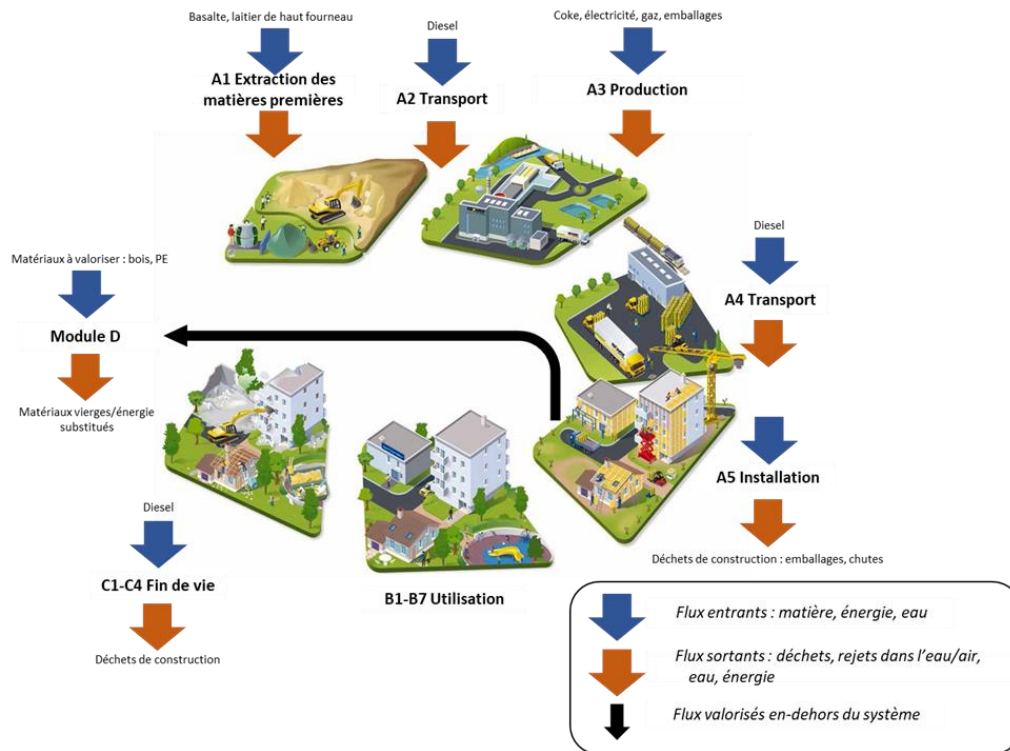 Basalte, laitier de haut fourneau
Diesel
Coke, électricité, gaz, emballages
A1 Extraction des
matières premières
A2 Transport
A3 Production
Diesel
A4 Transport
Matériaux à valoriser : bois, PE
Module D
Matériaux vierges/énergie
substitués
A5 Installation
Déchets de construction : emballages, chutes
Diesel
C1-C4 Fin de vie
Déchets de construction
B1-B7 Utilisation
Flux entrants : matière, énergie, eau
Flux sortants : déchets, rejets dans l’eau/air,
eau, énergie
Flux valorisés en-dehors du système